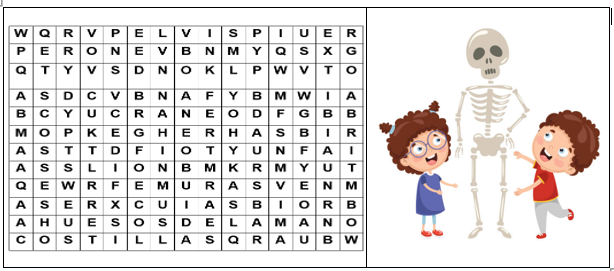 W Q R V P E L V I S P I U E R
P E R O N E V B N M Y Q S X G
Q T Y V S D N O K L P W V T O
A S D C V B N A F Y B M W I A
B C Y U C R A N E O D F G B B
M O P K E G H E R H A S B I R
A S T T D F I O T Y U N F A I
A S S L I O N B M K R M Y U T
Q E W R F E M U R A S V E N M
A S E R X C U I A S B I O R B
A H U E S O S D E L A M A N O
C O S T I L L A S Q R A U B W